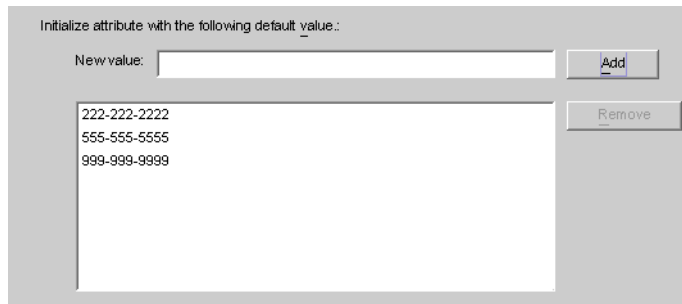 Initialize attribute with the following default value.:
New value:
Add
222-222-2222
Remove
555-555-5555
999-999-9999